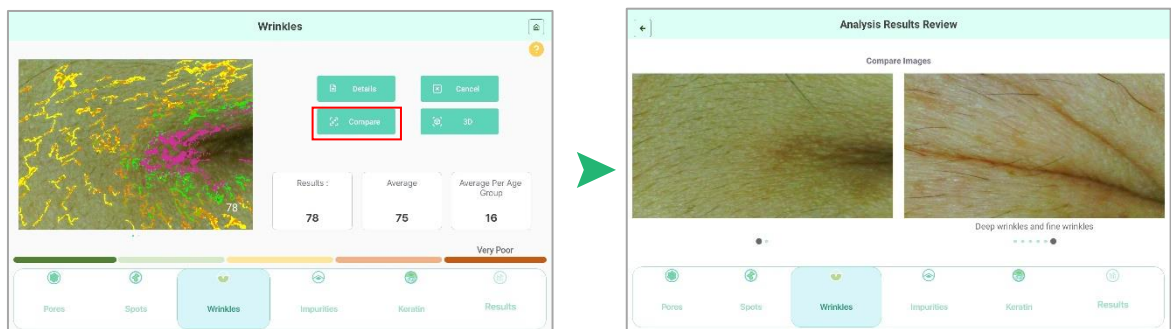 Wrinkles
?
Details
Cancel
Compare
3D
78
Results :
Average
Average Per Age
Group
78
75
16
Very Poor
Pores
Spots
Wrinkles
Impurities
Keratin
Results
Analysis Results Review
Compare Images
Deep wrinkles and fine wrinkles
Pores
Spots
Wrinkles
Impurities
Keratin
Results